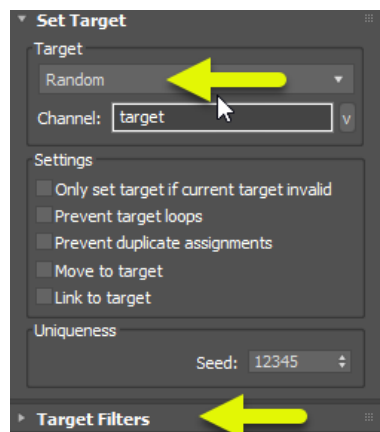 Set Target
Target
Random
Channel: target v
Settings
Only set target if current target invalid
Prevent target loops
Prevent duplicate assignments
Move to target
Link to target
Uniqueness
Seed: 12345
Target Filters